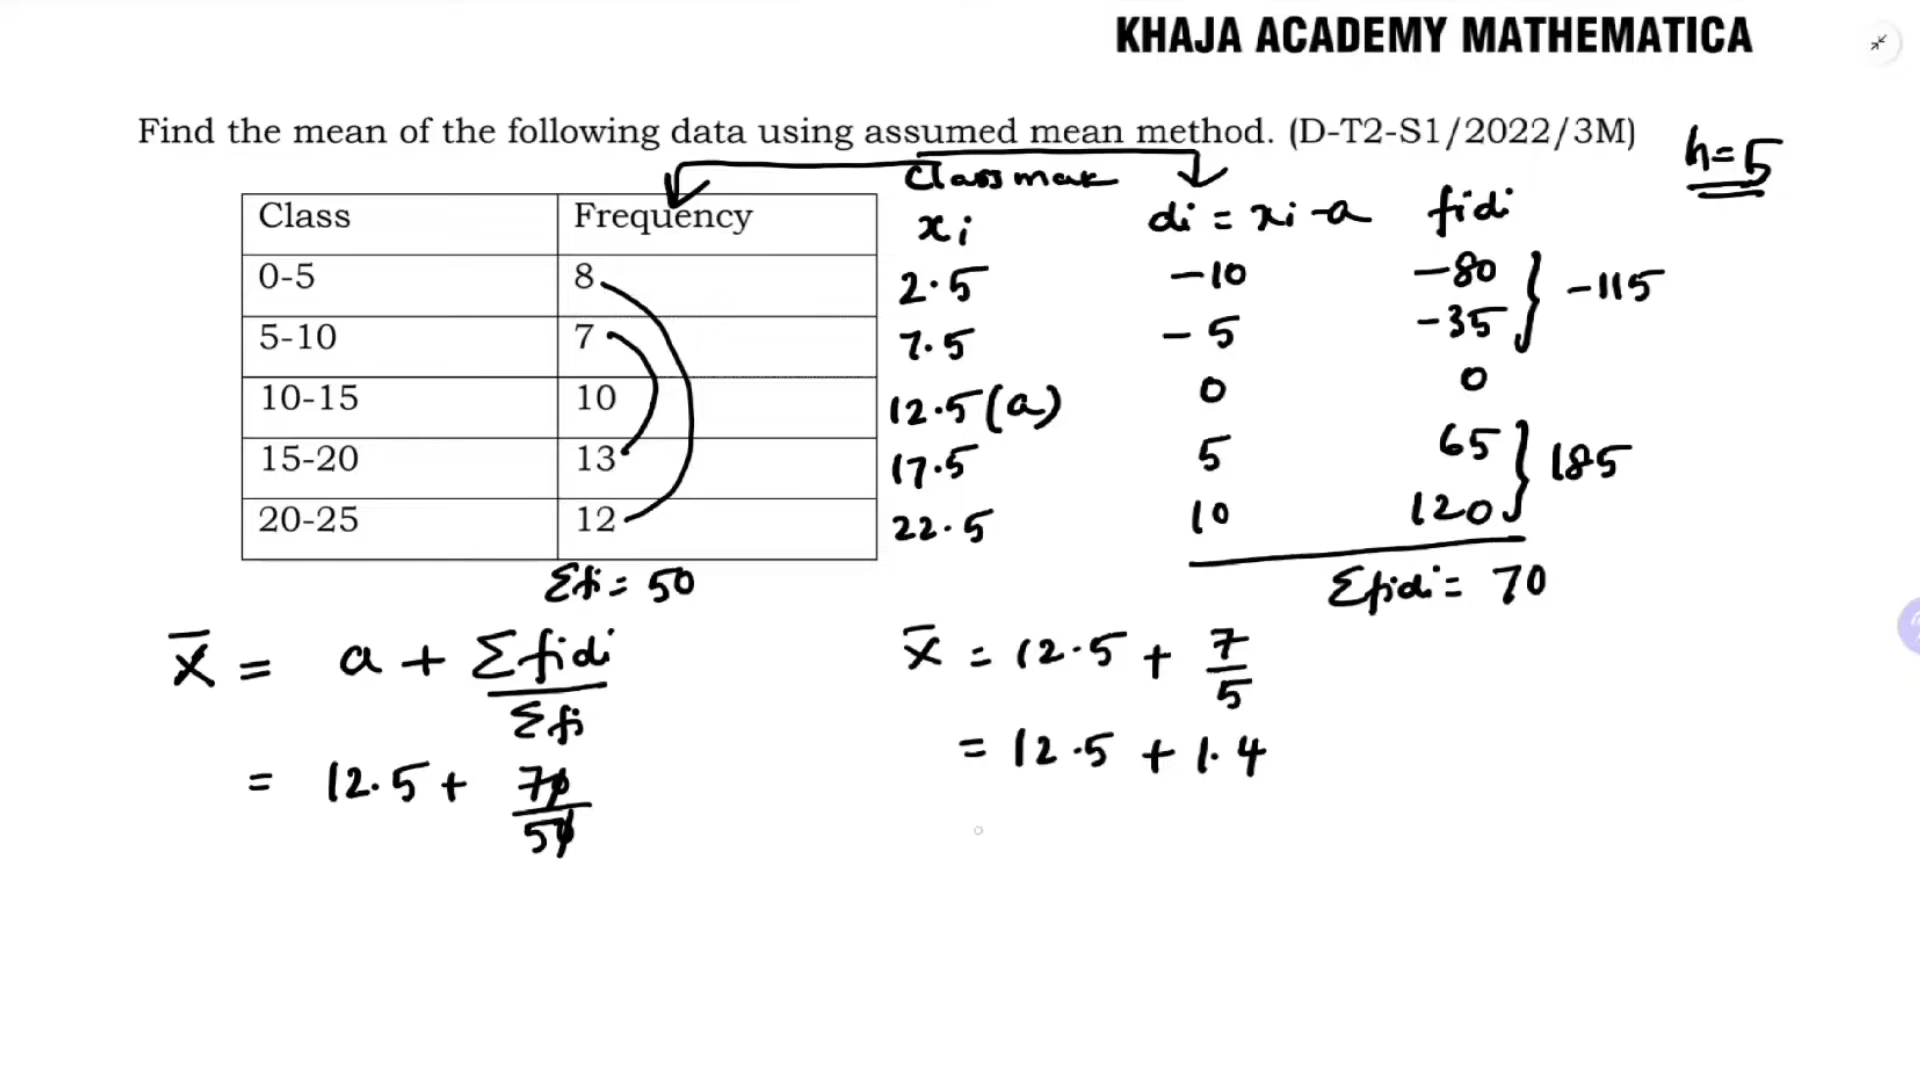 KHAJA ACADEMY MATHEMATICA
Find the mean of the following data using assumed mean method. (D-T2-S1/2022/3M)
h=5
Class mark
Class Frequency xi di = xi -a fidi
0-5 8 2.5 -10 -80
-115
5-10 7 7.5 -5 -35
10-15 10 12.5(a) 0 0
15-20 13 17.5 5 65
185
20-25 12 22.5 10 120
Σfi = 50 Σfidi = 70
x̄ = a + Σfidi / Σfi
= 12.5 + 70/50
x̄ = 12.5 + 7/5
= 12.5 + 1.4